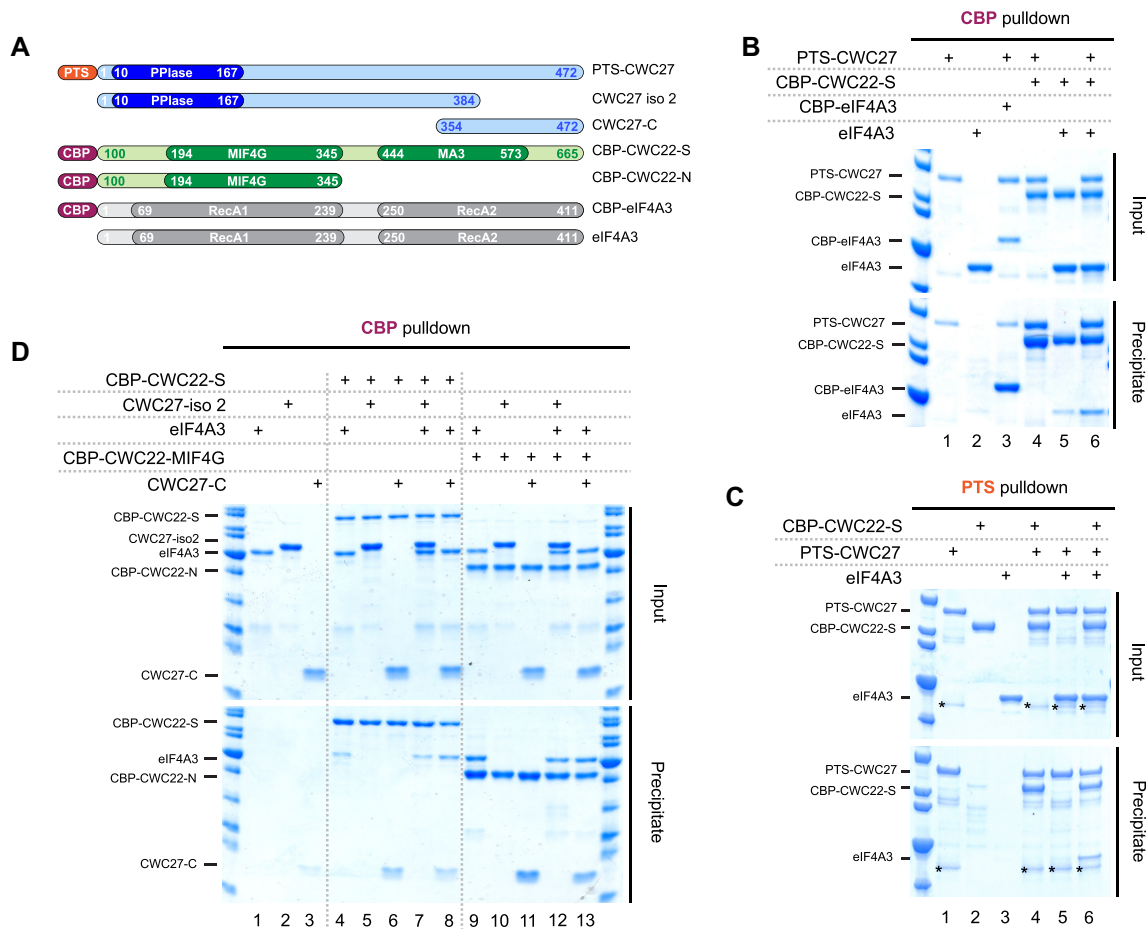 A
PTS 1 10 PPIase 167 472 PTS-CWC27
1 10 PPIase 167 384 CWC27 iso 2
354 472 CWC27-C
CBP 100 194 MIF4G 345 444 MA3 573 665 CBP-CWC22-S
CBP 100 194 MIF4G 345 CBP-CWC22-N
CBP 1 69 RecA1 239 250 RecA2 411 CBP-eIF4A3
1 69 RecA1 239 250 RecA2 411 eIF4A3
B
CBP pulldown
PTS-CWC27 + + + +
CBP-CWC22-S + + +
CBP-eIF4A3 +
eIF4A3 + + +
PTS-CWC27
CBP-CWC22-S
CBP-eIF4A3
eIF4A3
Input
PTS-CWC27
CBP-CWC22-S
CBP-eIF4A3
eIF4A3
Precipitate
1 2 3 4 5 6
C
PTS pulldown
CBP-CWC22-S + + +
PTS-CWC27 + + + +
eIF4A3 + + +
PTS-CWC27
CBP-CWC22-S
eIF4A3
* * * *
Input
PTS-CWC27
CBP-CWC22-S
eIF4A3
* * * *
Precipitate
1 2 3 4 5 6
D
CBP pulldown
CBP-CWC22-S + + + + +
CWC27-iso 2 + + + + +
eIF4A3 + + + + + + +
CBP-CWC22-MIF4G + + + + +
CWC27-C + + + + +
CBP-CWC22-S
CWC27-iso2
eIF4A3
CBP-CWC22-N
CWC27-C
Input
CBP-CWC22-S
eIF4A3
CBP-CWC22-N
CWC27-C
Precipitate
1 2 3 4 5 6 7 8 9 10 11 12 13